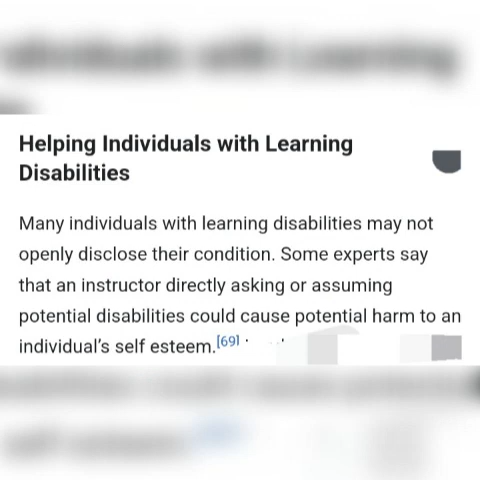 Helping Individuals with Learning
Disabilities
Many individuals with learning disabilities may not
openly disclose their condition. Some experts say
that an instructor directly asking or assuming
potential disabilities could cause potential harm to an
individual's self esteem.[69]